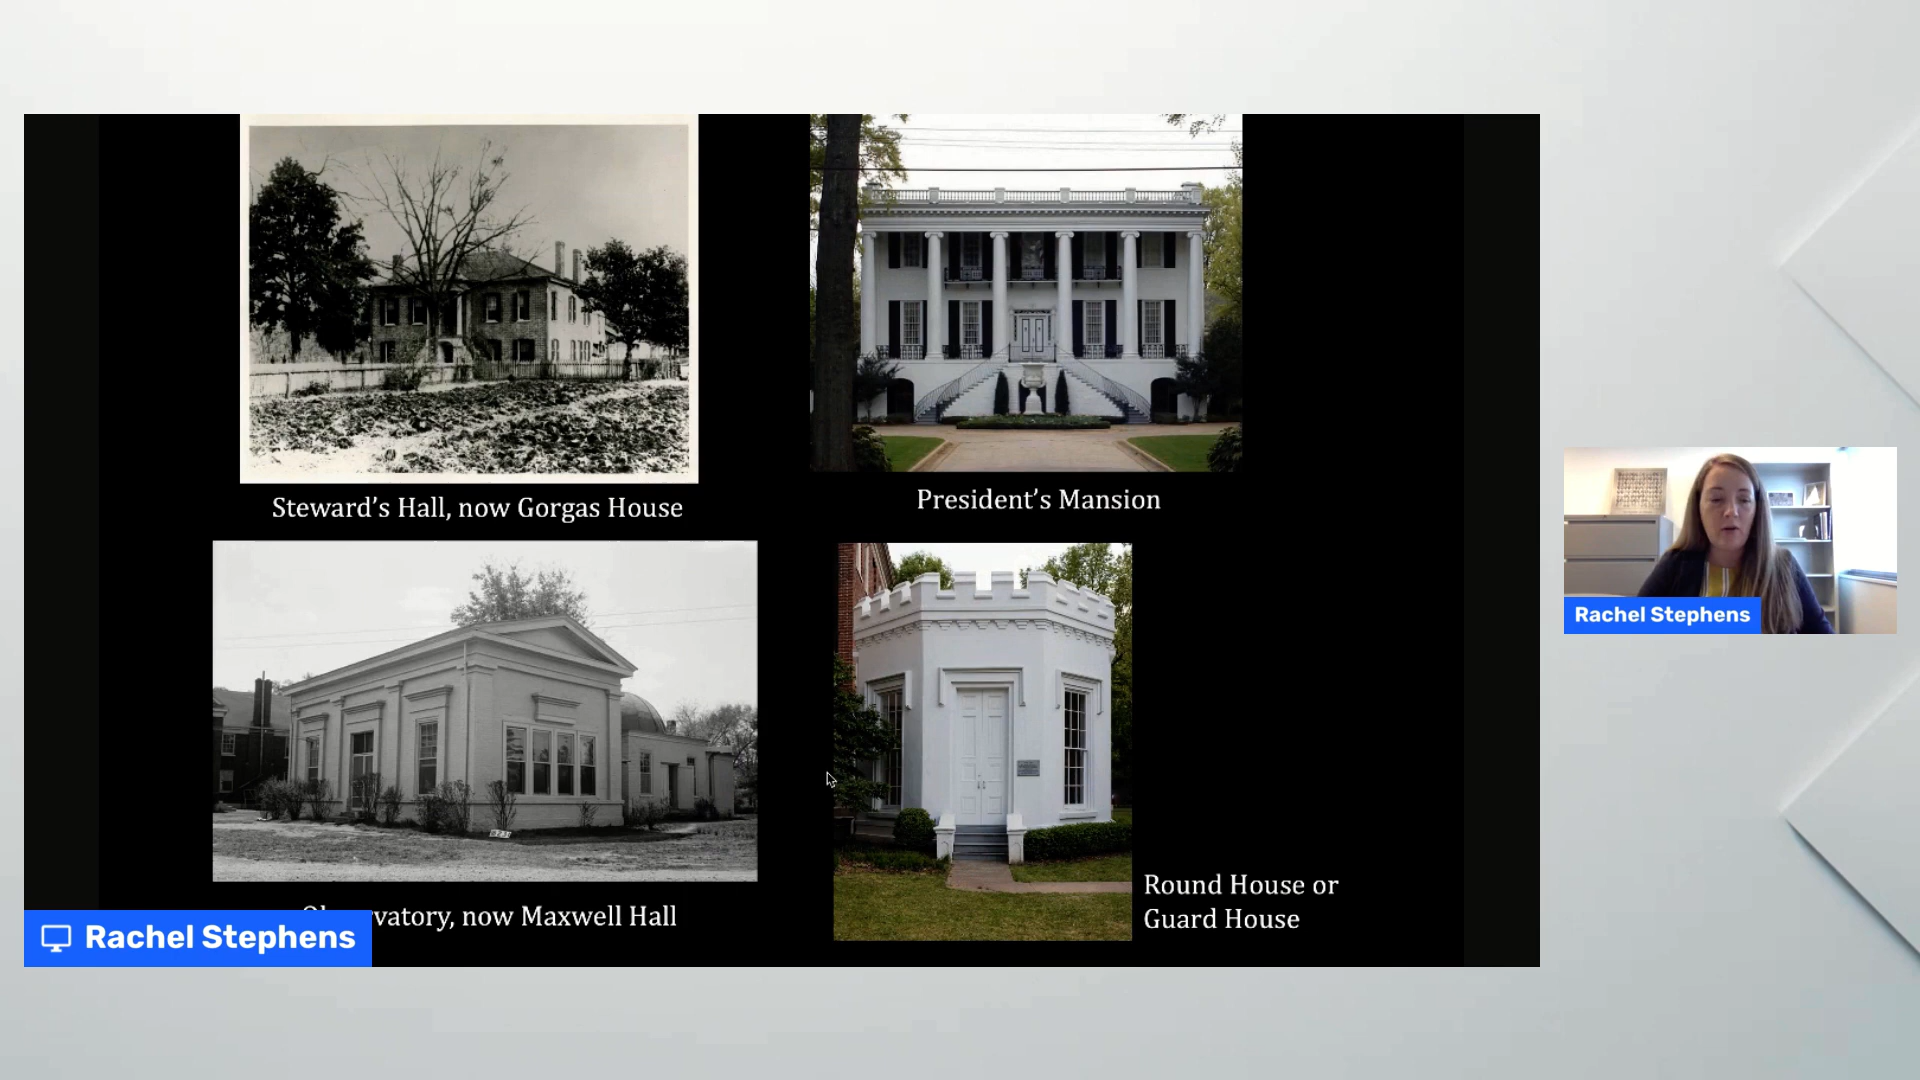 Steward's Hall, now Gorgas House
President's Mansion
Rachel Stephens
Round House or
Guard House
now Maxwell Hall
Rachel Stephens